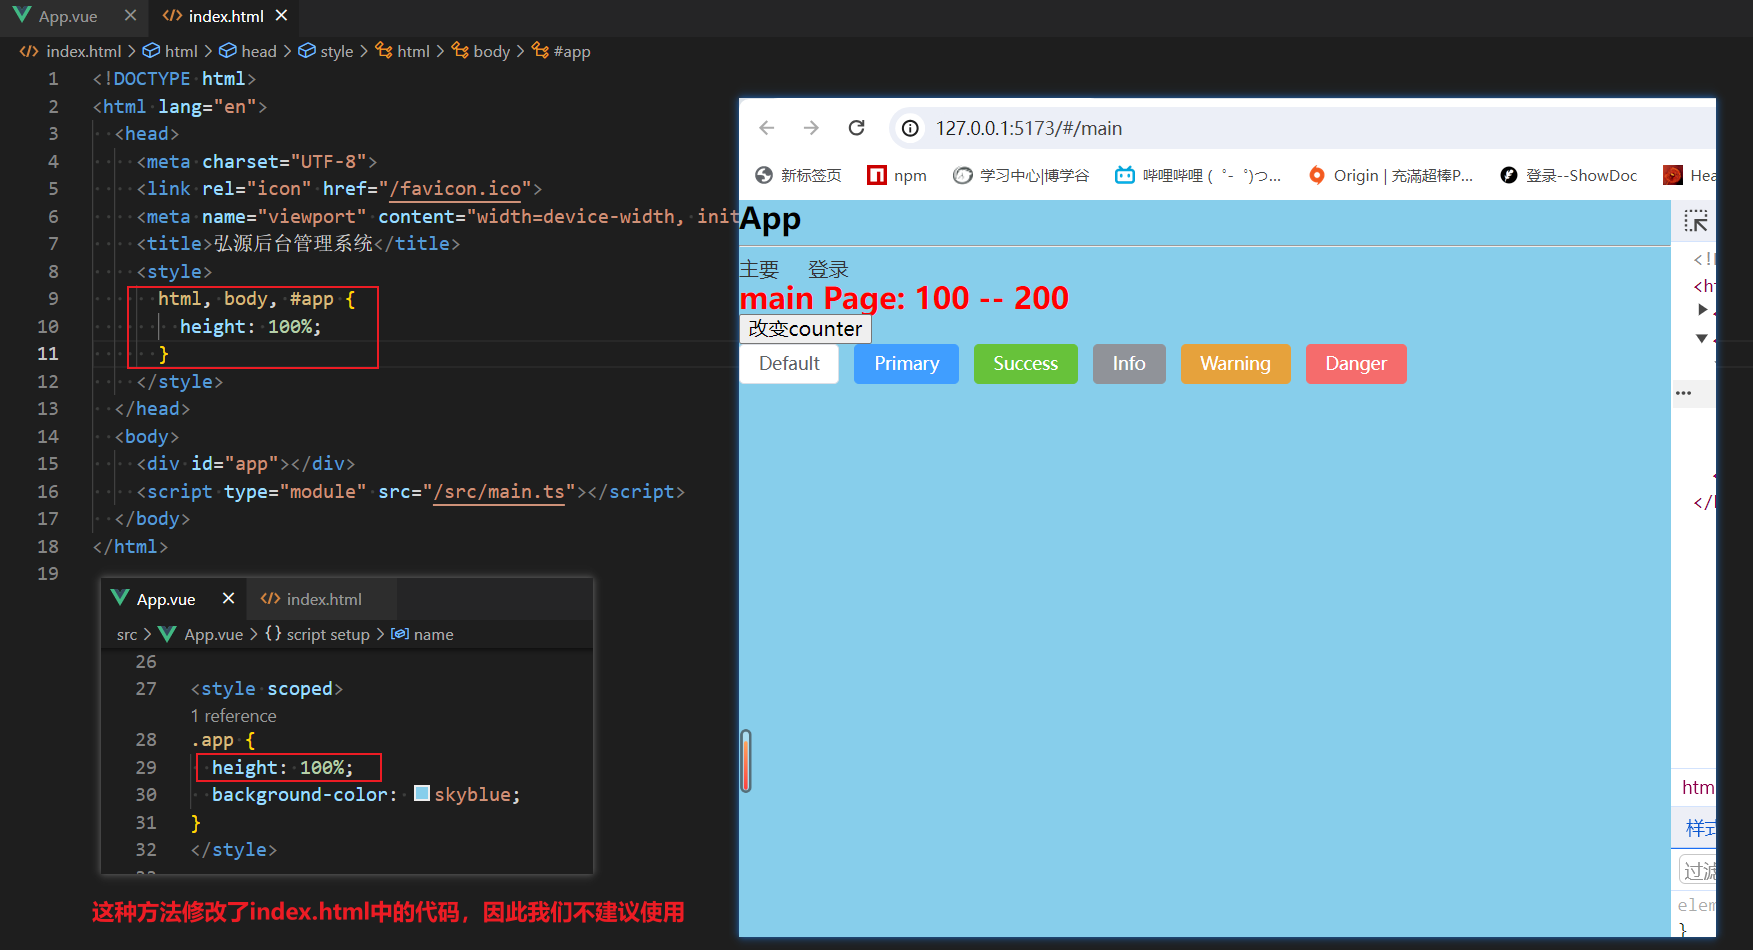 App.vue
index.html
index.html > html > head > style > html > body > #app
1 <!DOCTYPE html>
2 <html lang="en">
3 <head>
4 <meta charset="UTF-8">
5 <link rel="icon" href="/favicon.ico">
6 <meta name="viewport" content="width=device-width, init
7 <title>弘源后台管理系统</title>
8 <style>
9 html, body, #app {
10 height: 100%;
11 }
12 </style>
13 </head>
14 <body>
15 <div id="app"></div>
16 <script type="module" src="/src/main.ts"></script>
17 </body>
18 </html>
19
App.vue
index.html
src > App.vue > {} script setup > name
26
27 <style scoped>
1 reference
28 .app {
29 height: 100%;
30 background-color: skyblue;
31 }
32 </style>
这种方法修改了index.html中的代码，因此我们不建议使用
127.0.0.1:5173/#/main
新标签页
npm
学习中心|博学谷
哔哩哔哩 (゜-゜)つ...
Origin | 充滿超棒P...
登录--ShowDoc
Hea
App
主要 登录
main Page: 100 -- 200
改变counter
Default
Primary
Success
Info
Warning
Danger
<!
<h
...
</
htm
样式
过滤
elem
}